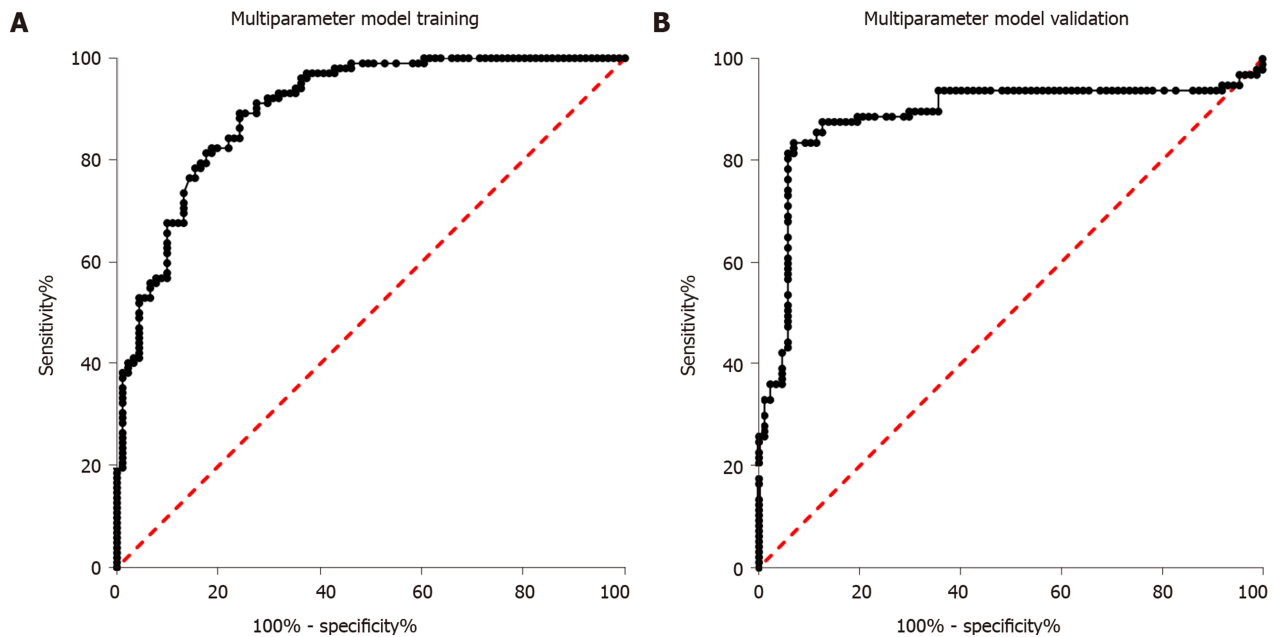 A
Multiparameter model training
100
80
60
40
20
0
Sensitivity%
0 20 40 60 80 100
100% - specificity%
B
Multiparameter model validation
100
80
60
40
20
0
Sensitivity%
0 20 40 60 80 100
100% - specificity%